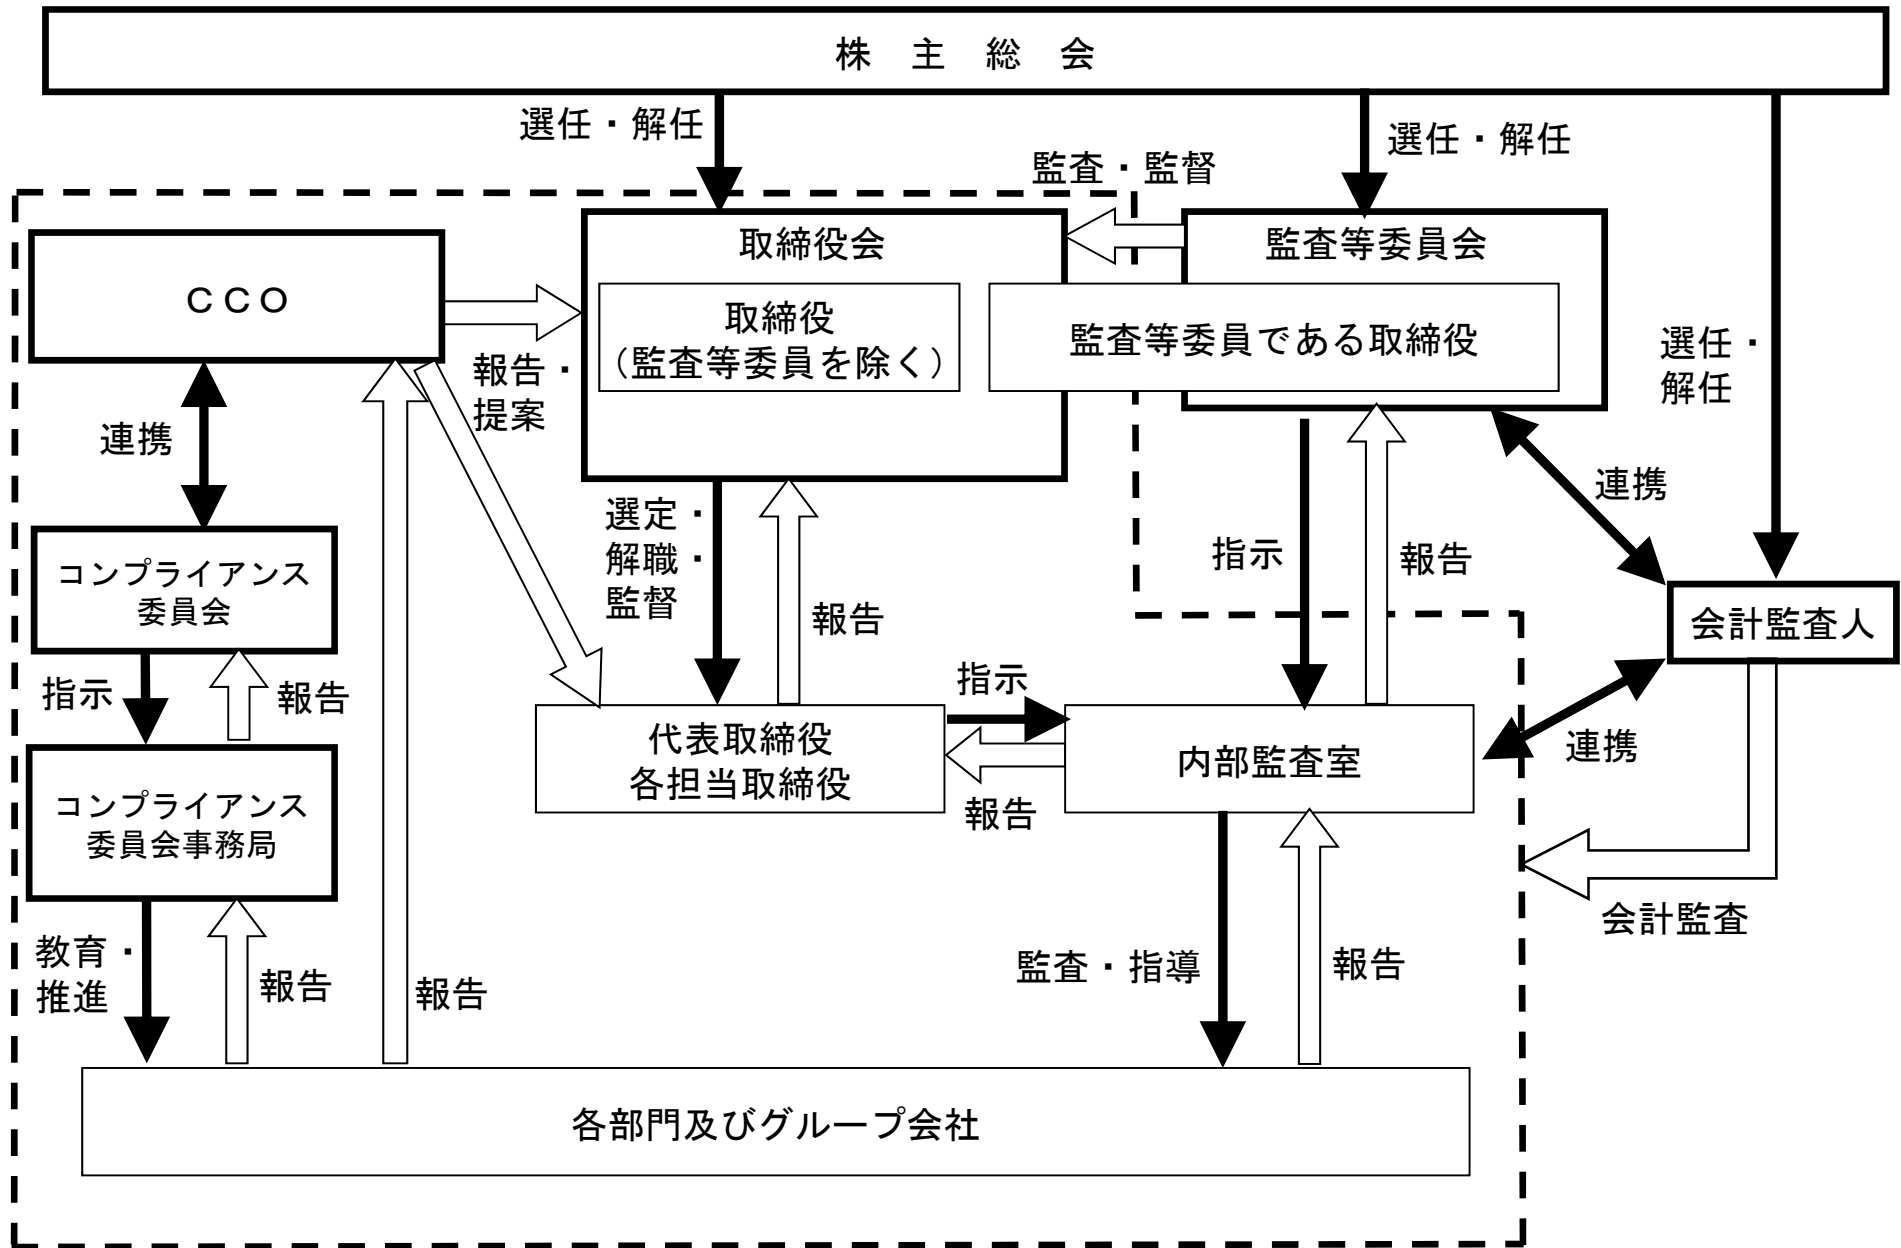 株　主　総　会
選任・解任
選任・解任
監査・監督
取締役会
監査等委員会
ＣＣＯ
取締役
（監査等委員を除く）
監査等委員である取締役
選任・
解任
報告・
提案
連携
連携
選定・
解職・
監督
指示
報告
コンプライアンス
委員会
報告
会計監査人
指示
報告
指示
代表取締役
各担当取締役
内部監査室
連携
報告
コンプライアンス
委員会事務局
会計監査
教育・
推進
報告
報告
監査・指導
報告
各部門及びグループ会社